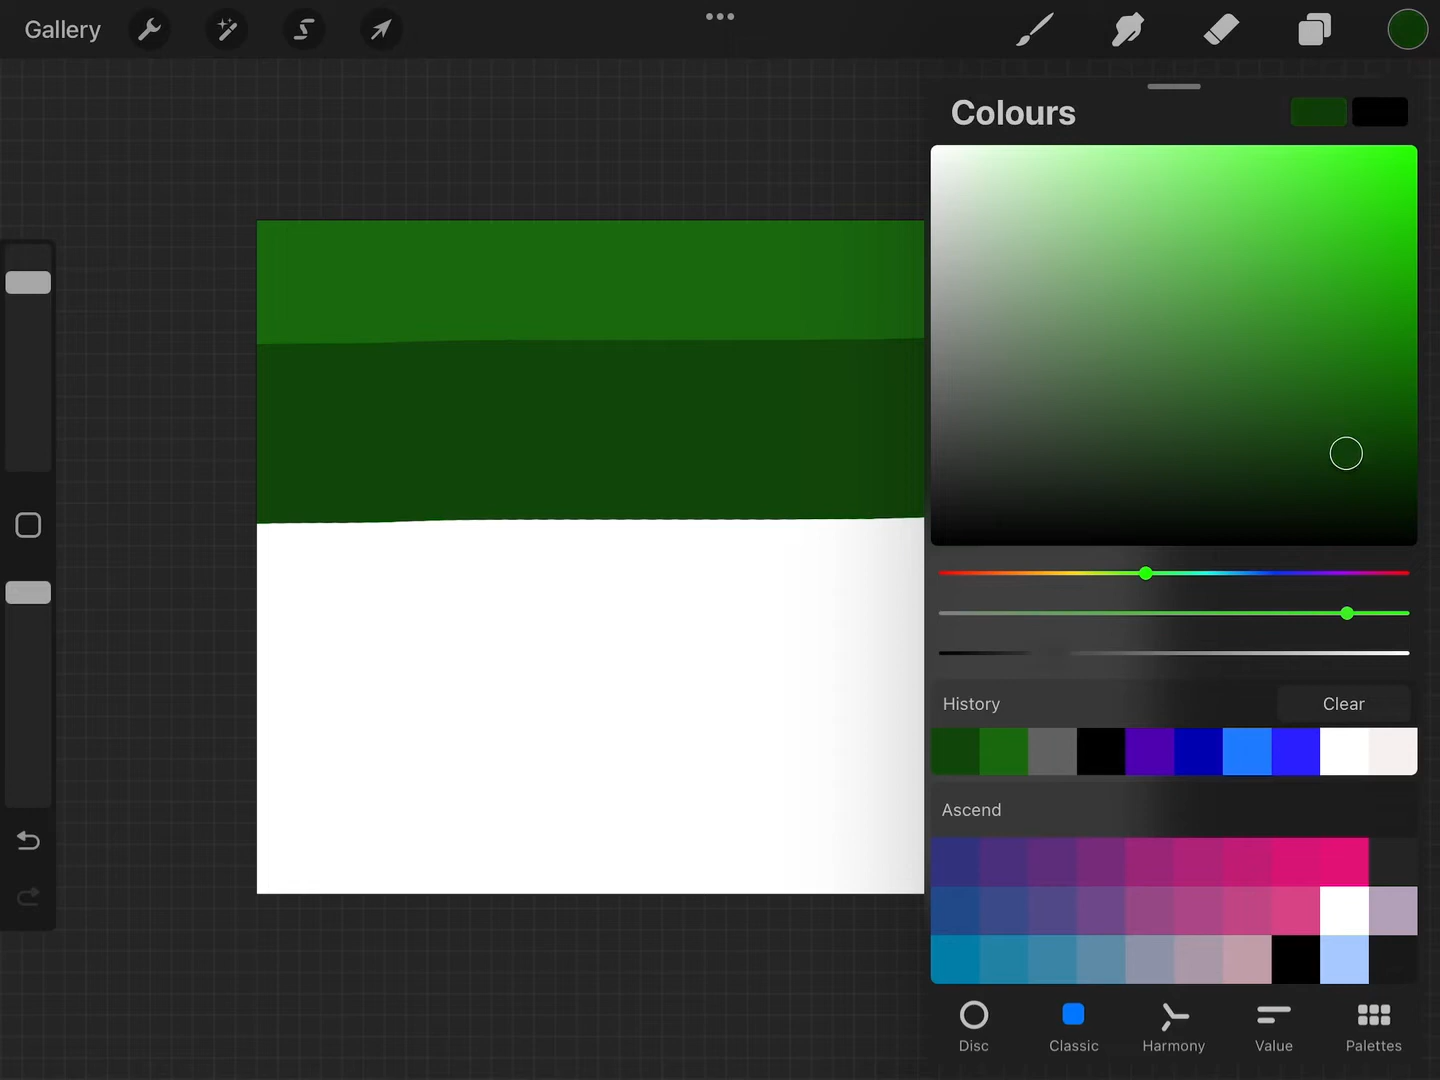 Gallery
Colours
History
Clear
Ascend
Disc
Classic
Harmony
Value
Palettes